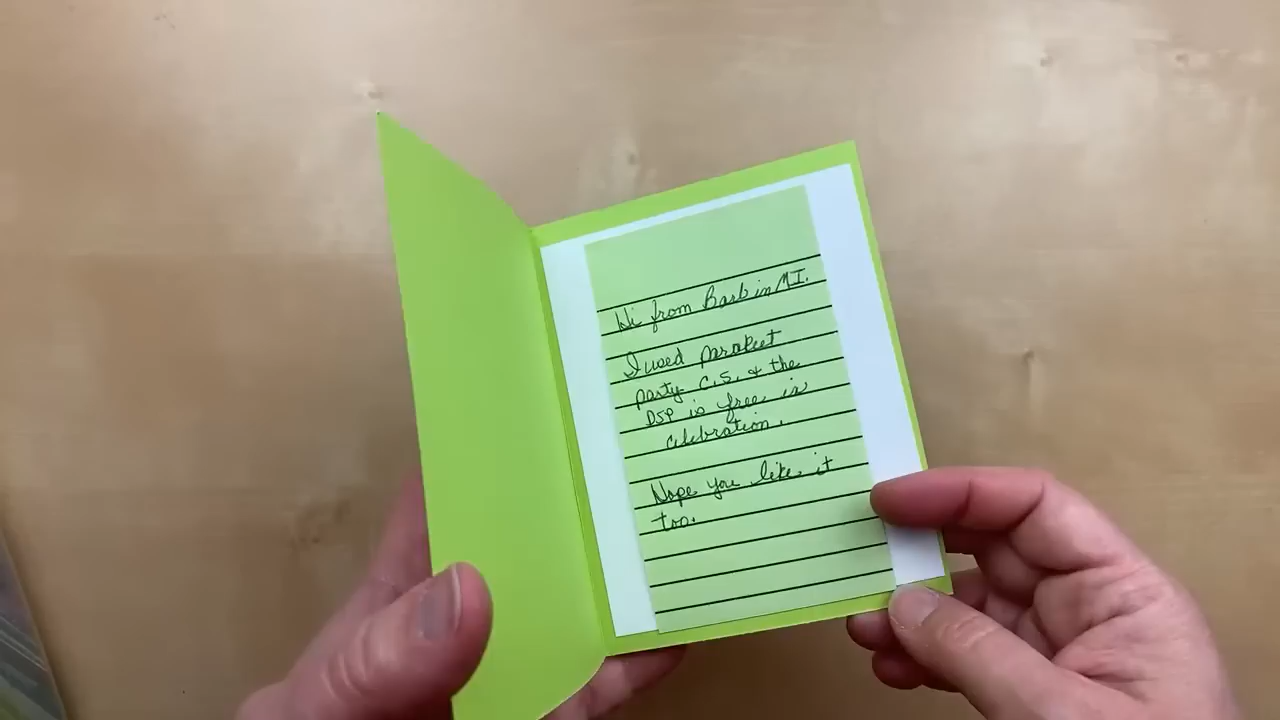 Hi from Barb in MI.
I used parakeet
party C.S. & the
DSP is free in
celebration.
Hope you like it
too.